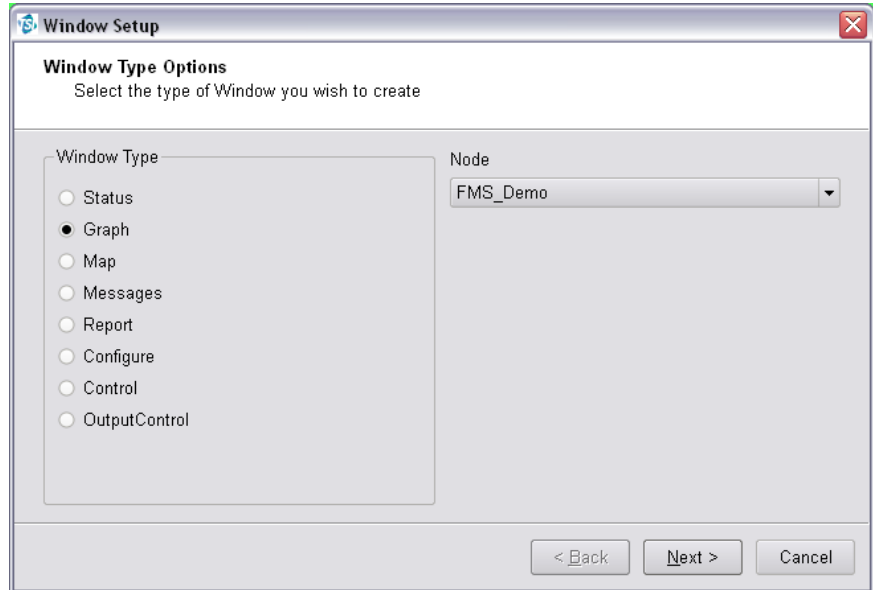 TSI Window Setup
Window Type Options
Select the type of Window you wish to create
Window Type
Status
Graph
Map
Messages
Report
Configure
Control
OutputControl
Node
FMS_Demo
< Back
Next >
Cancel